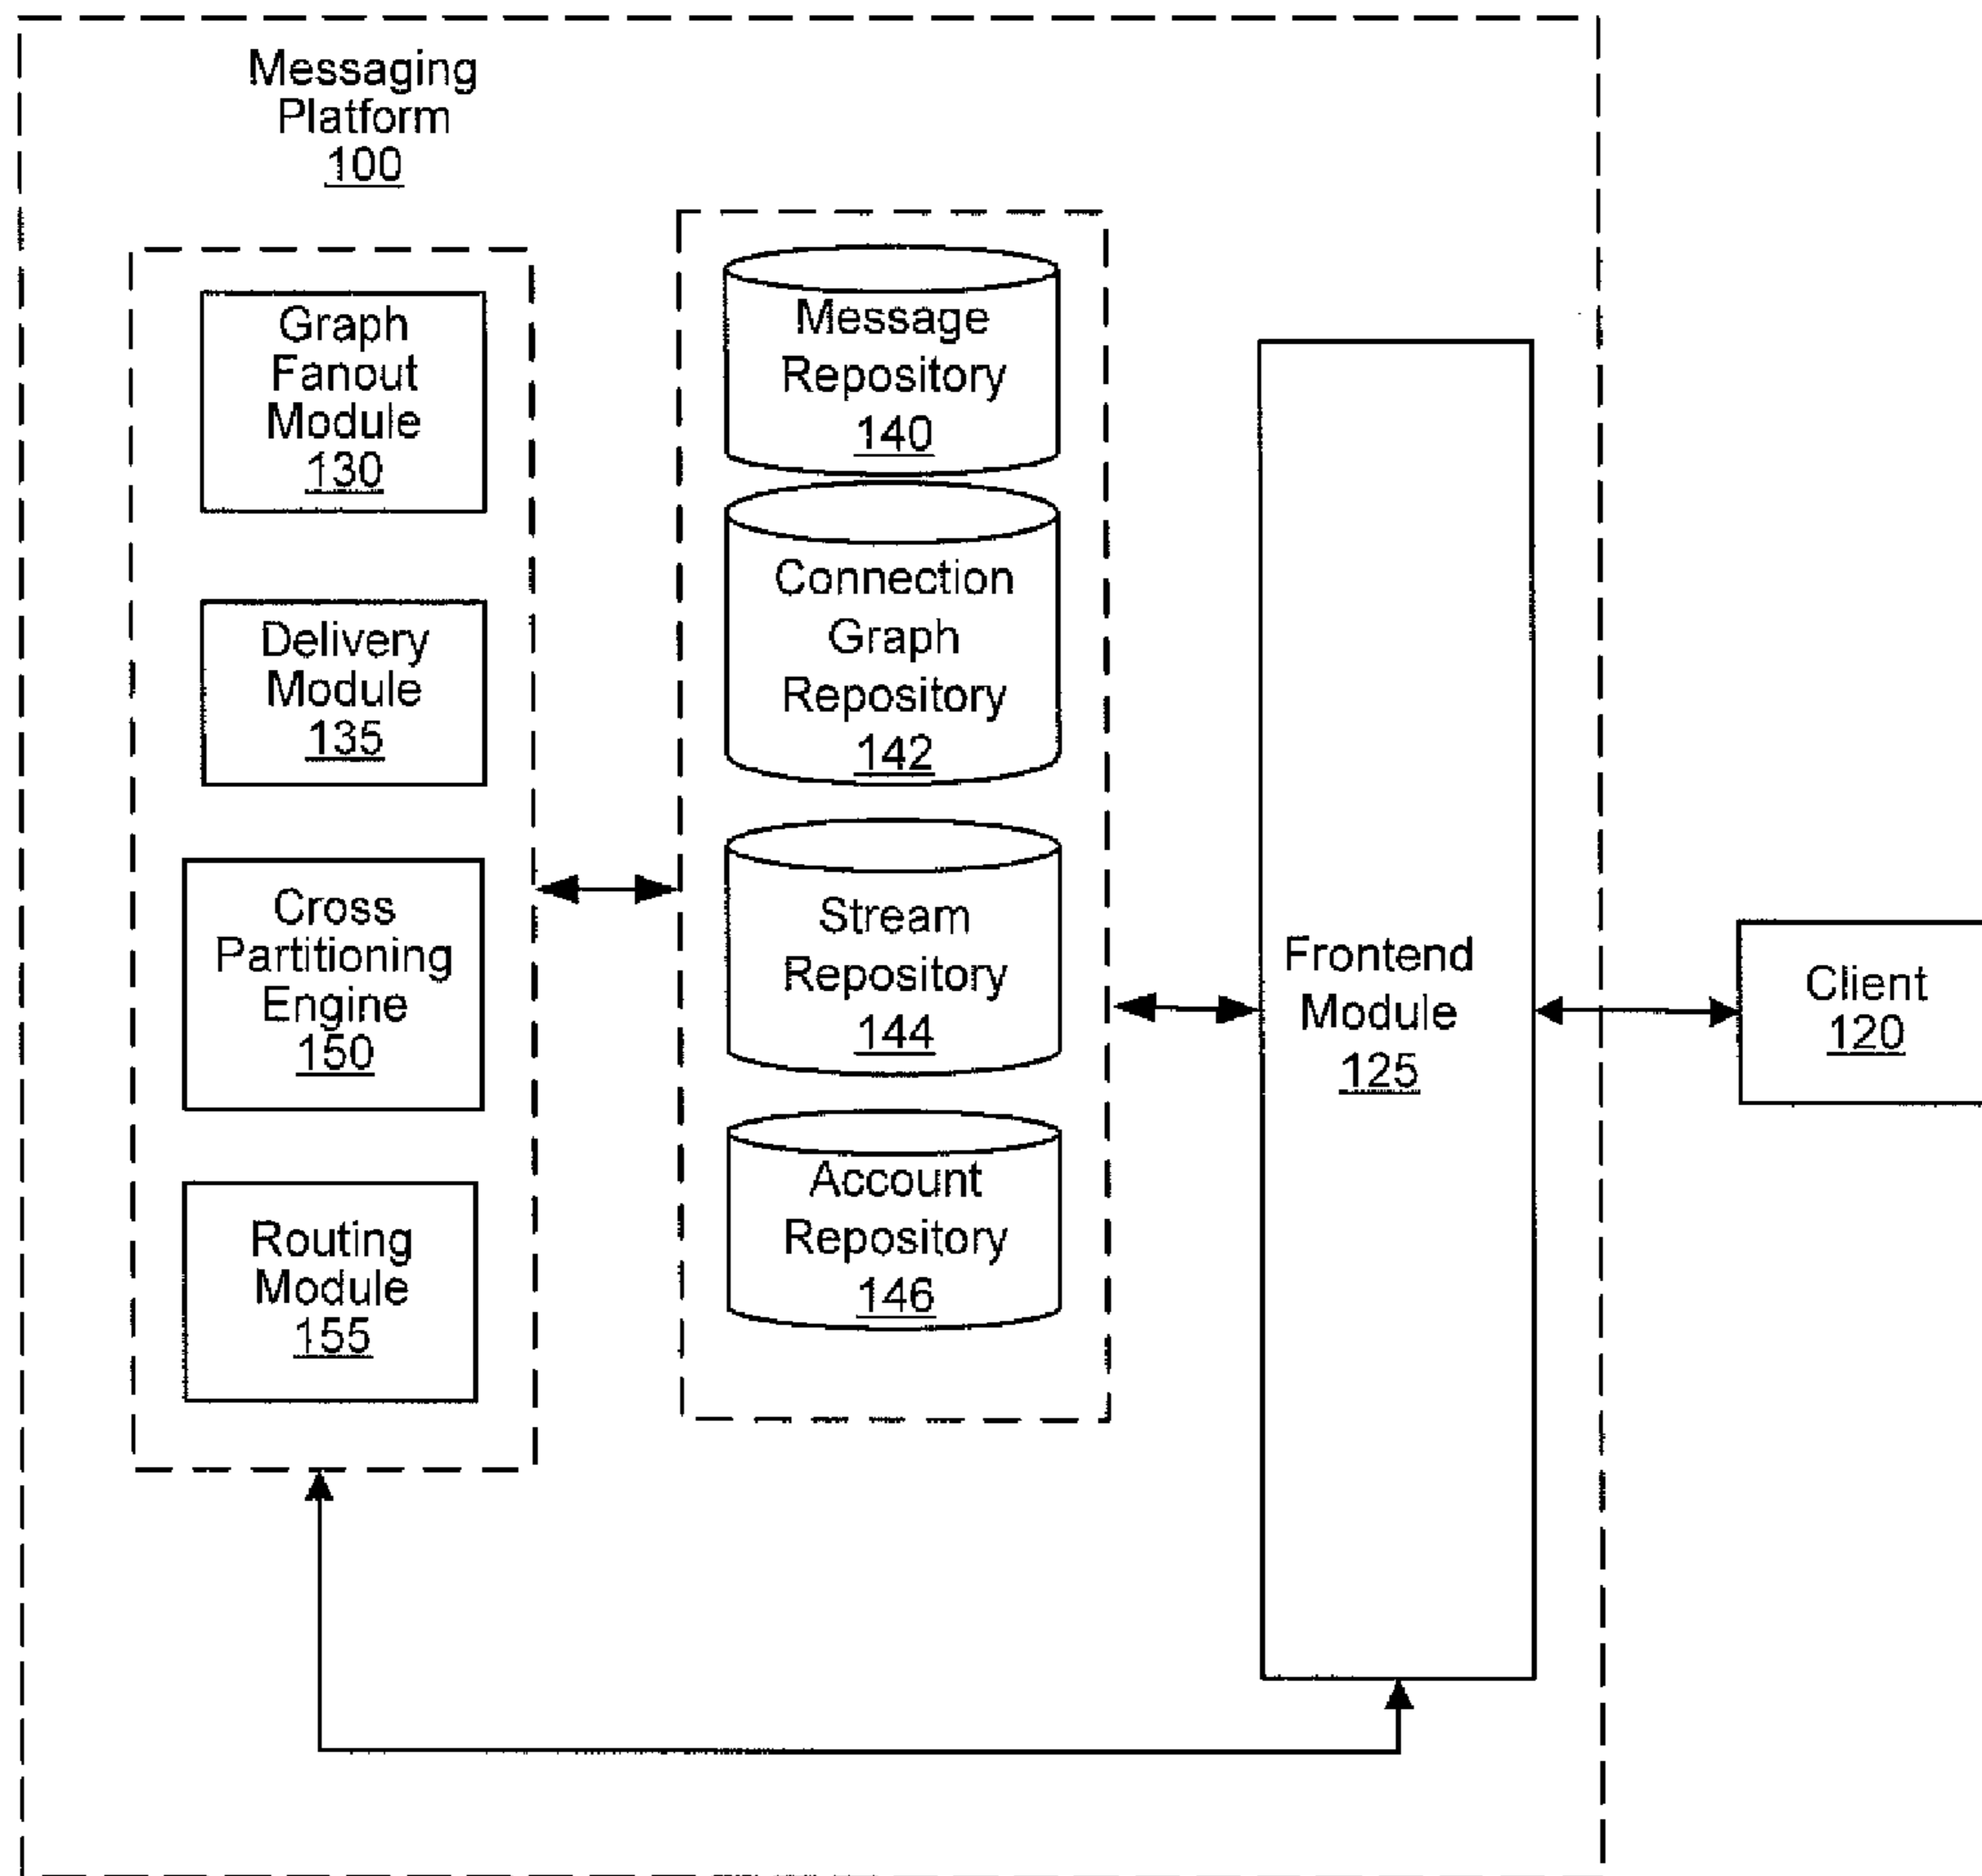 Messaging
Platform
100
Graph
Fanout
Module
130
Delivery
Module
135
Cross
Partitioning
Engine
150
Routing
Module
155
Message
Repository
140
Connection
Graph
Repository
142
Stream
Repository
144
Account
Repository
146
Frontend
Module
125
Client
120